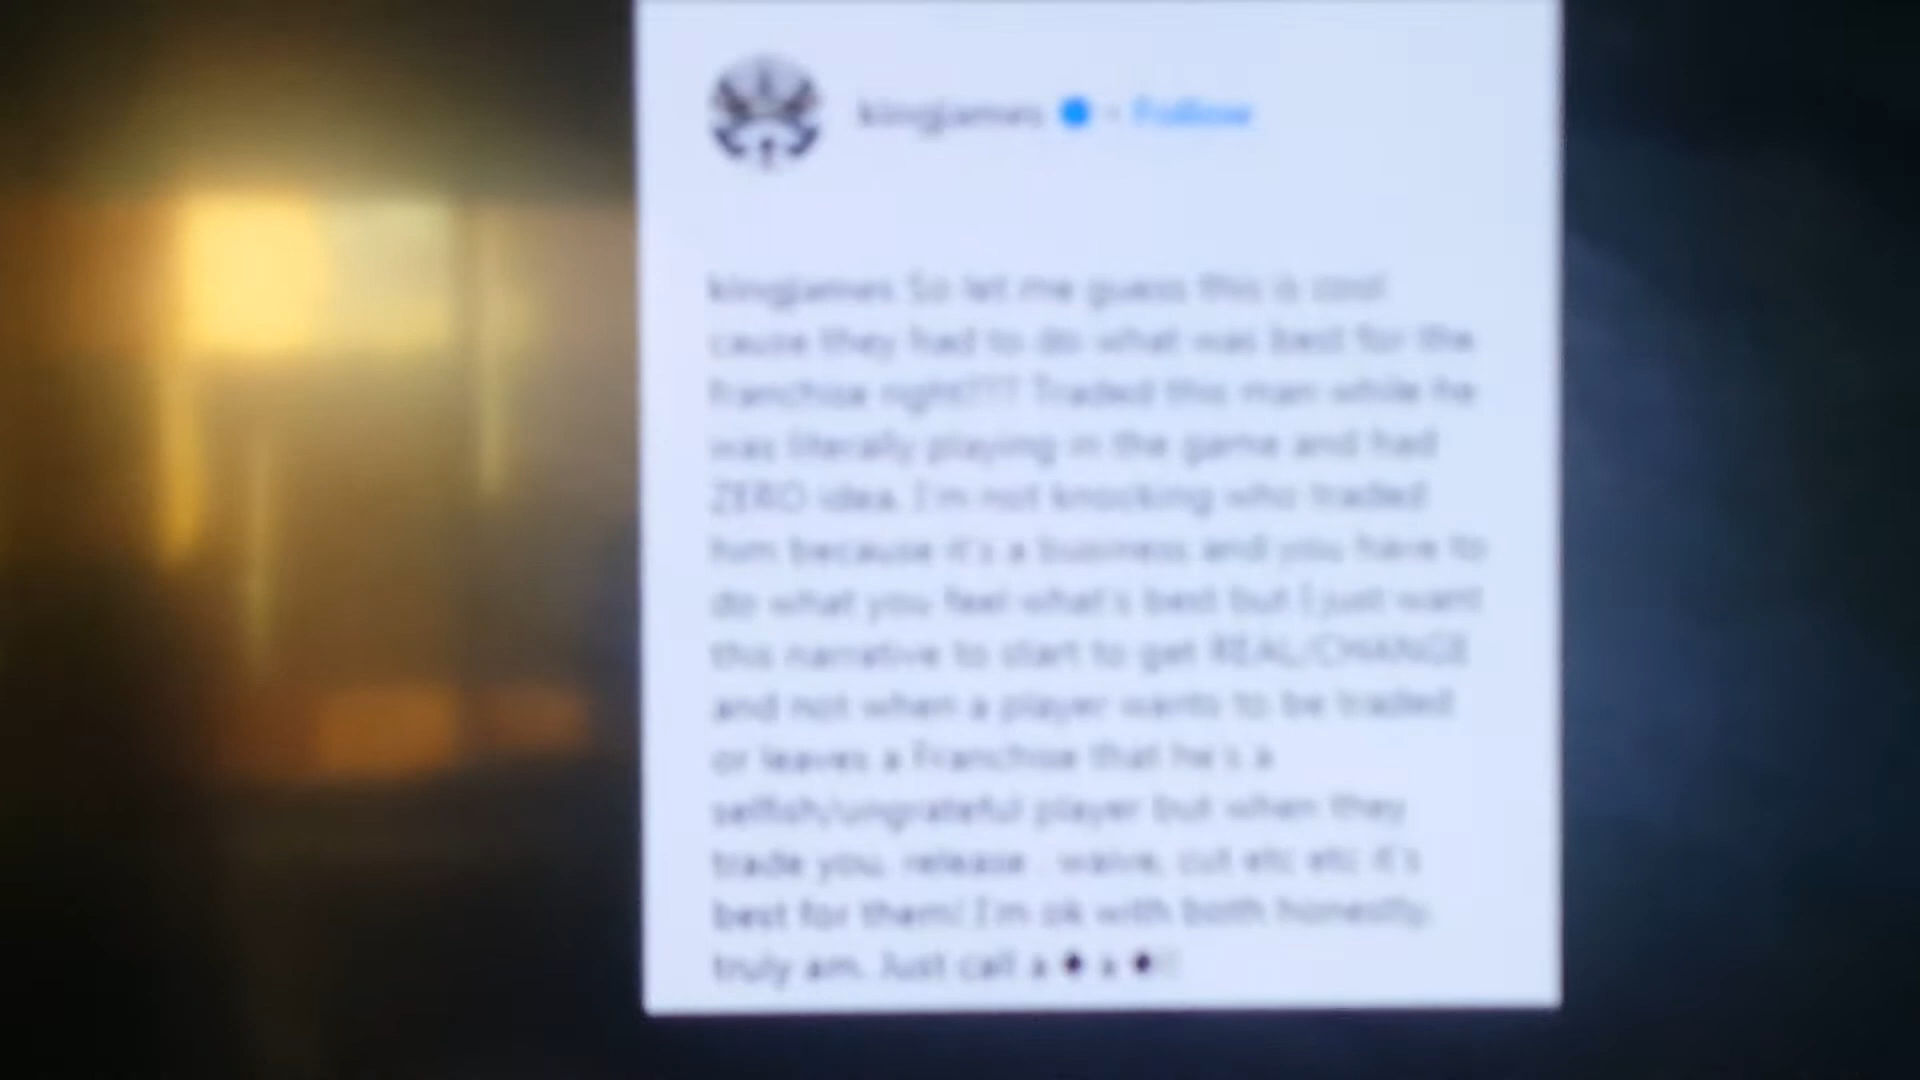 kingjames • Follow
kingjames So let me guess this is cool
cause they had to do what was best for the
franchise right??? Traded this man while he
was literally playing in the game and had
ZERO idea. I'm not knocking who traded
him because it's a business and you have to
do what you feel what's best but I just want
this narrative to start to get REAL/CHANGE
and not when a player wants to be traded
or leaves a Franchise that he's a
selfish/ungrateful player but when they
trade you, release , waive, cut etc etc it's
best for them! I'm ok with both honestly,
truly am. Just call a ♦ a ♦!!